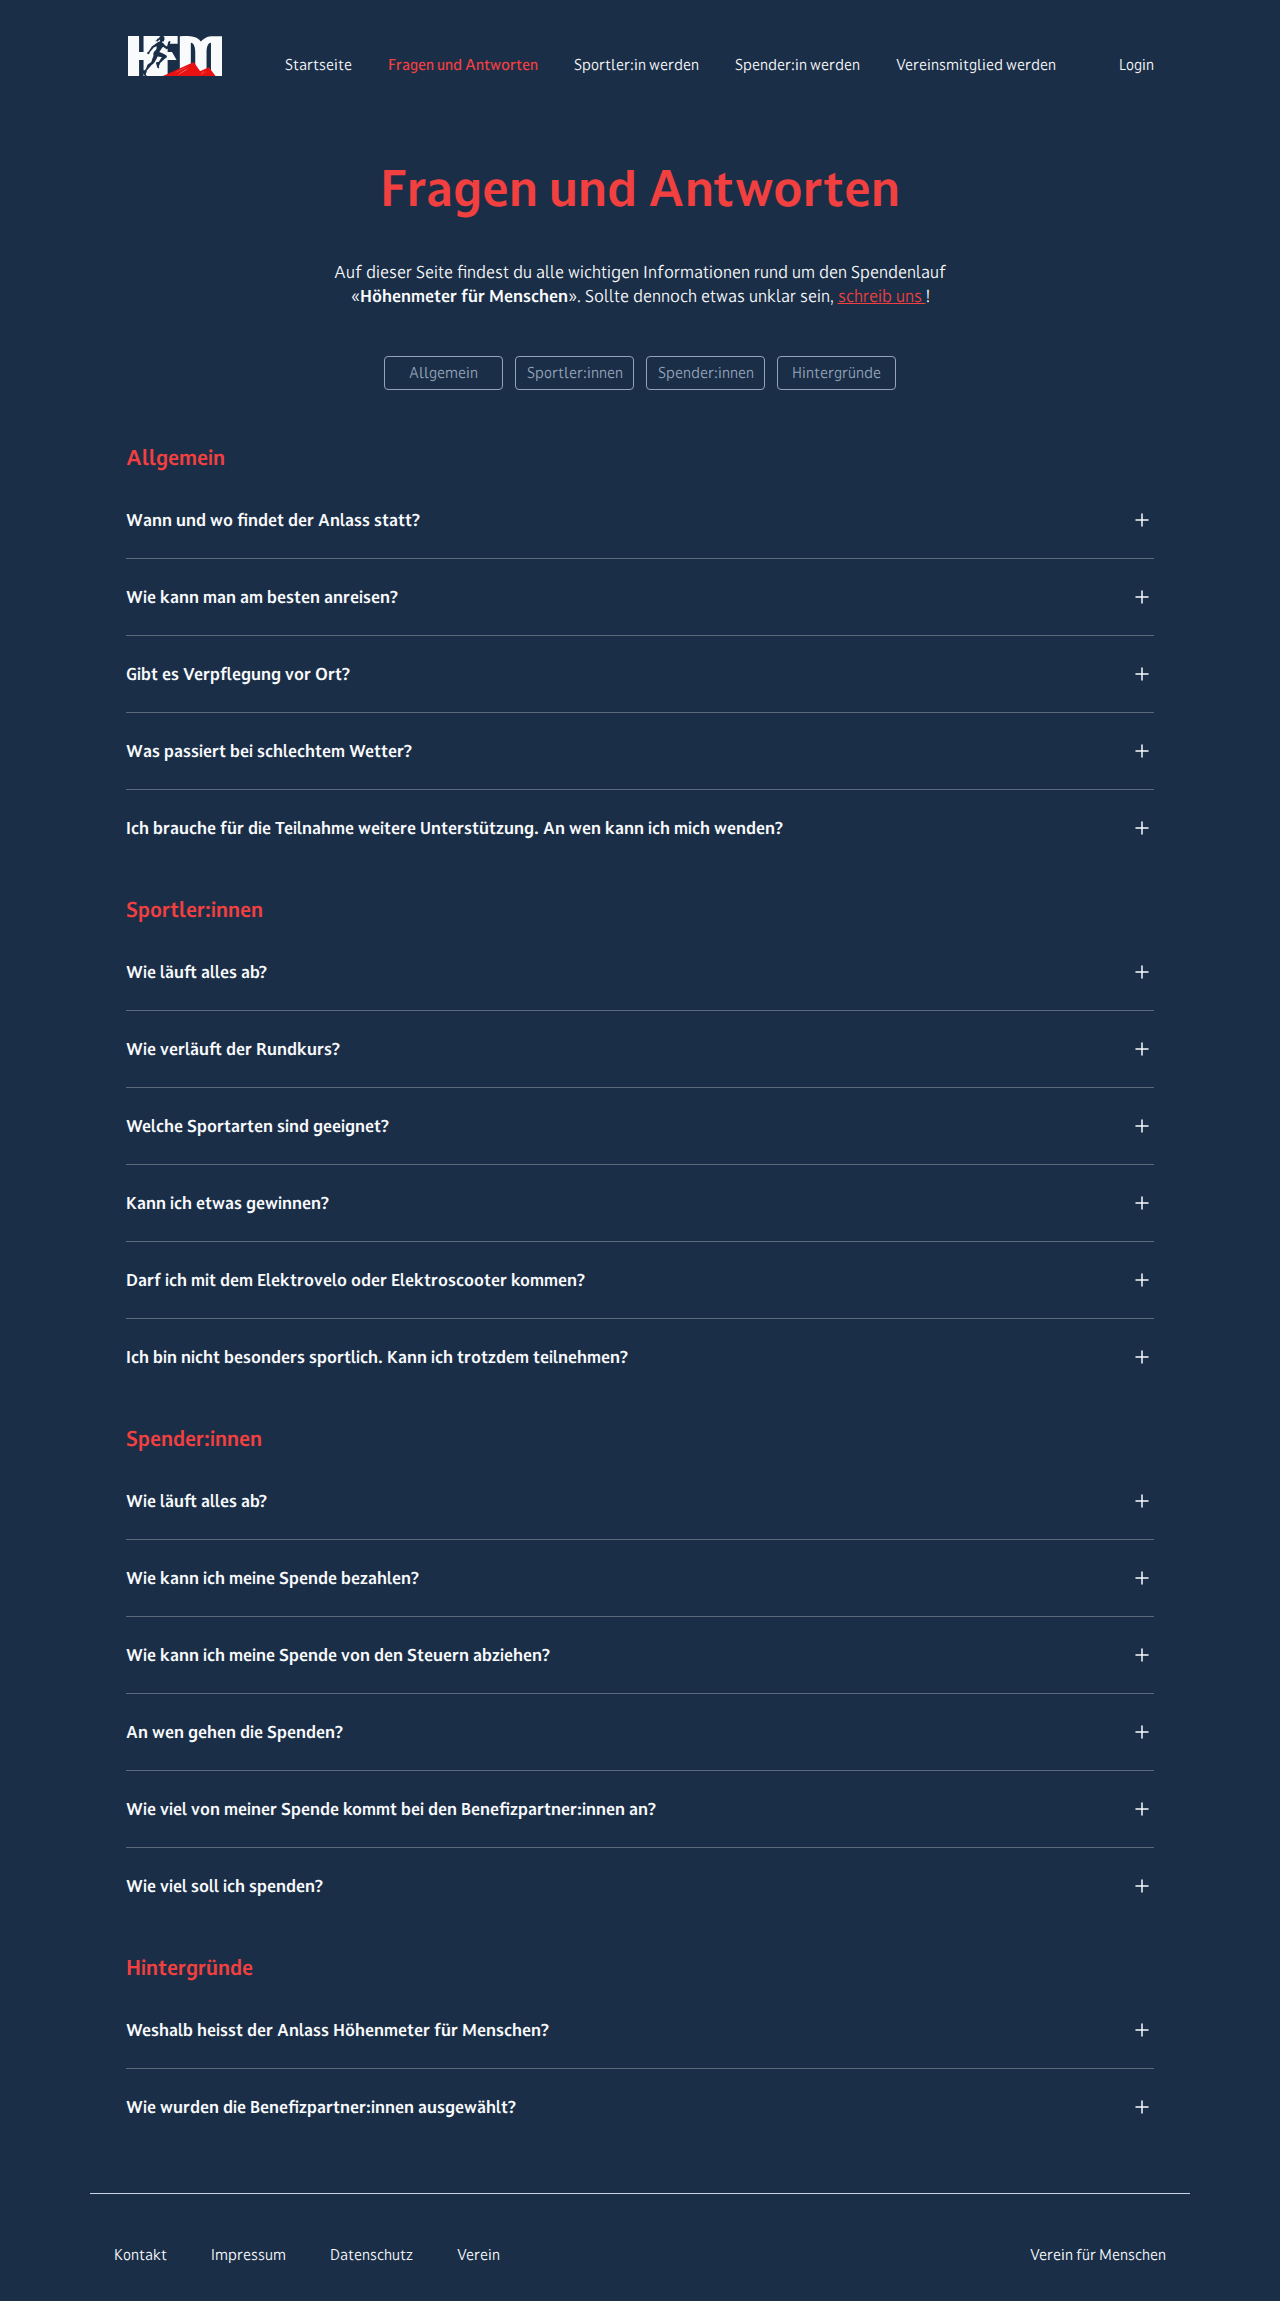 HFM
Startseite
Fragen und Antworten
Sportler:in werden
Spender:in werden
Vereinsmitglied werden
Login
Fragen und Antworten
Auf dieser Seite findest du alle wichtigen Informationen rund um den Spendenlauf
«Höhenmeter für Menschen». Sollte dennoch etwas unklar sein, schreib uns !
Allgemein
Sportler:innen
Spender:innen
Hintergründe
Allgemein
Wann und wo findet der Anlass statt?
Wie kann man am besten anreisen?
Gibt es Verpflegung vor Ort?
Was passiert bei schlechtem Wetter?
Ich brauche für die Teilnahme weitere Unterstützung. An wen kann ich mich wenden?
Sportler:innen
Wie läuft alles ab?
Wie verläuft der Rundkurs?
Welche Sportarten sind geeignet?
Kann ich etwas gewinnen?
Darf ich mit dem Elektrovelo oder Elektroscooter kommen?
Ich bin nicht besonders sportlich. Kann ich trotzdem teilnehmen?
Spender:innen
Wie läuft alles ab?
Wie kann ich meine Spende bezahlen?
Wie kann ich meine Spende von den Steuern abziehen?
An wen gehen die Spenden?
Wie viel von meiner Spende kommt bei den Benefizpartner:innen an?
Wie viel soll ich spenden?
Hintergründe
Weshalb heisst der Anlass Höhenmeter für Menschen?
Wie wurden die Benefizpartner:innen ausgewählt?
Kontakt
Impressum
Datenschutz
Verein
Verein für Menschen